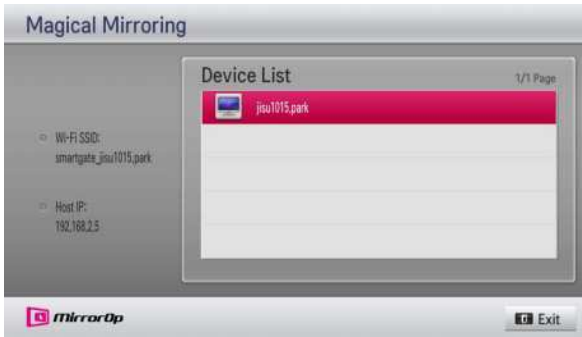 Magical Mirroring
Device List
1/1 Page
jisu1015.park
Wi-Fi SSID:
smartgate_jisu1015.park
Host IP:
192.168.2.5
MirrorOp
Exit